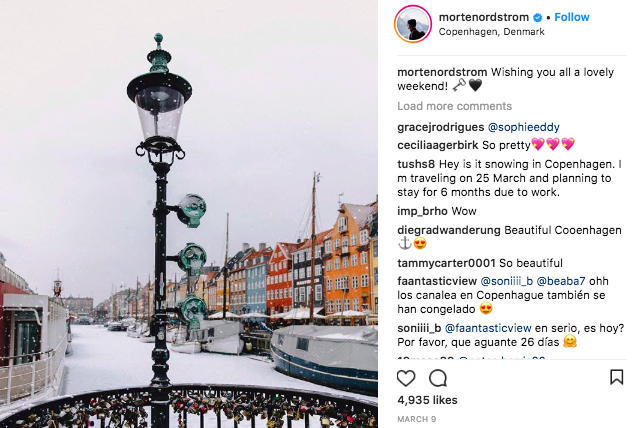 mortenordstrom • Follow
Copenhagen, Denmark
mortenordstrom Wishing you all a lovely
weekend! 🗝🖤
Load more comments
gracejrodrigues @sophieeddy
ceciliaagerbirk So pretty💖💖💖
tushs8 Hey is it snowing in Copenhagen. I
m traveling on 25 March and planning to
stay for 6 months due to work.
imp_brho Wow
diegradwanderung Beautiful Cooenhagen
⚓😍
tammycarter0001 So beautiful
faantasticview @soniiii_b @beaba7 ohh
los canalea en Copenhague también se
han congelado 😍
soniiii_b @faantasticview en serio, es hoy?
Por favor, que aguante 26 días 🤗
4,935 likes
MARCH 9